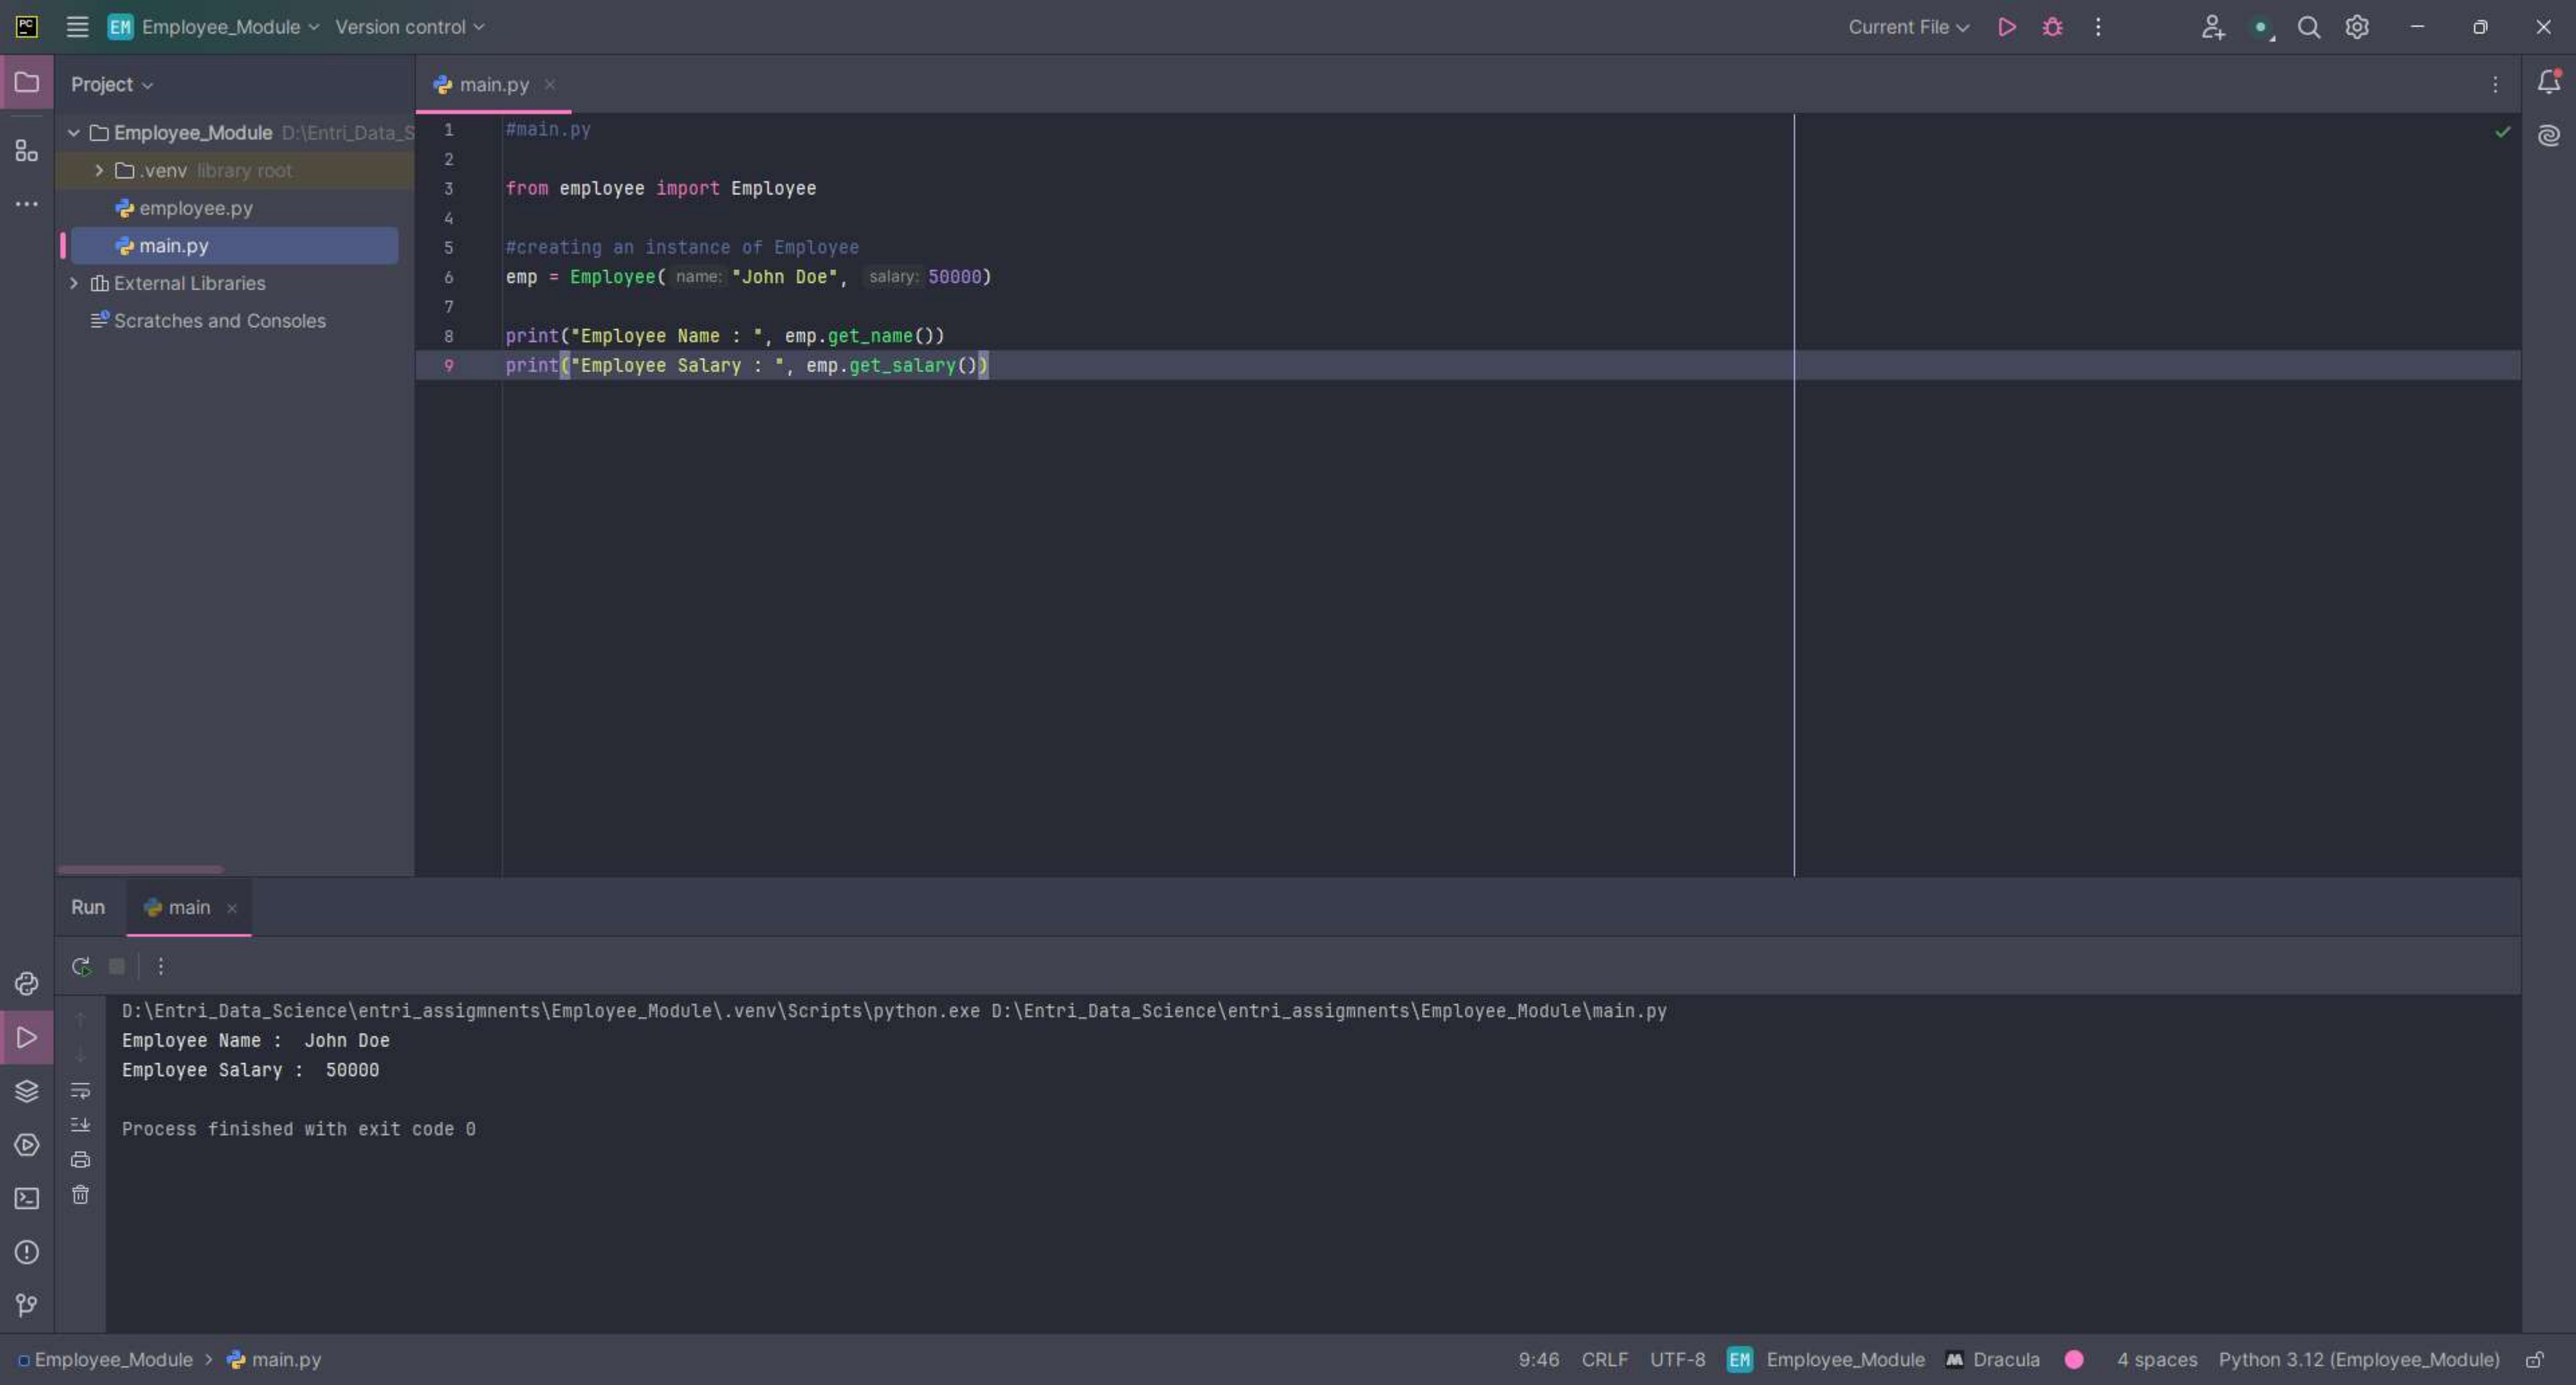 PC
EM Employee_Module Version control Current File
Project
main.py
Employee_Module D:\Entri_Data_S
.venv library root
employee.py
main.py
External Libraries
Scratches and Consoles
1 #main.py
2
3 from employee import Employee
4
5 #creating an instance of Employee
6 emp = Employee( name: "John Doe", salary: 50000)
7
8 print("Employee Name : ", emp.get_name())
9 print("Employee Salary : ", emp.get_salary())
Run main
D:\Entri_Data_Science\entri_assigmnents\Employee_Module\.venv\Scripts\python.exe D:\Entri_Data_Science\entri_assigmnents\Employee_Module\main.py
Employee Name :  John Doe
Employee Salary :  50000
Process finished with exit code 0
Employee_Module > main.py 9:46 CRLF UTF-8 EM Employee_Module Dracula 4 spaces Python 3.12 (Employee_Module)